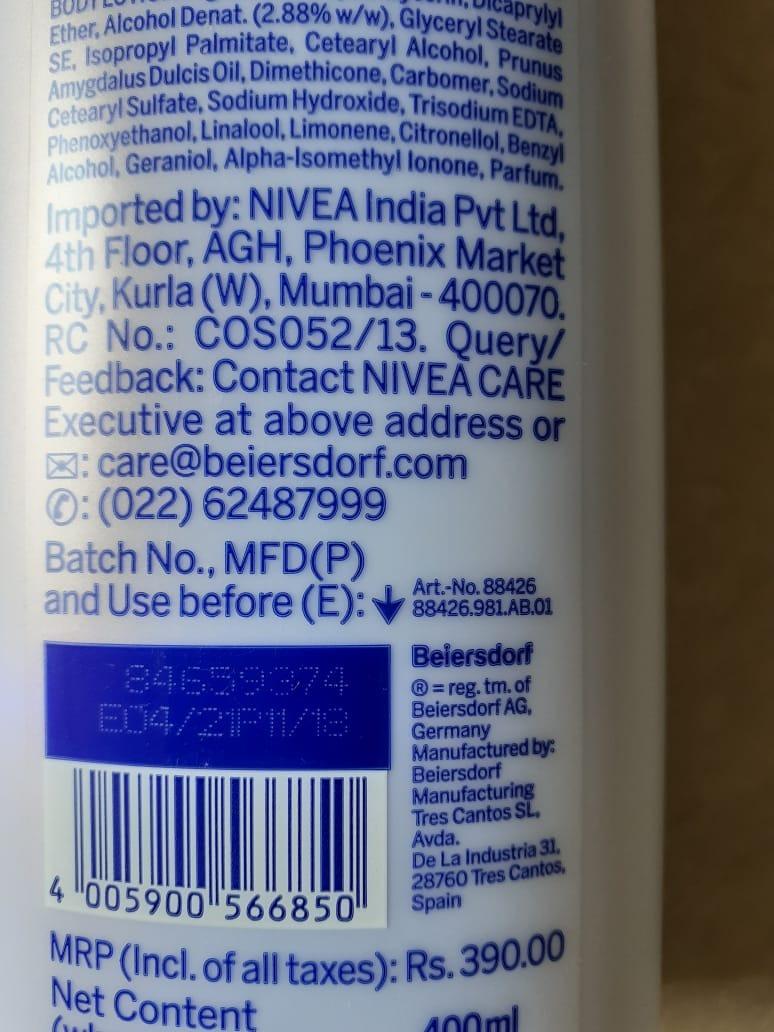 BODY
Dicaprylyl
Ether, Alcohol Denat. (2.88% w/w), Glyceryl Stearate
SE, Isopropyl Palmitate, Cetearyl Alcohol, Prunus
Amygdalus Dulcis Oil, Dimethicone, Carbomer, Sodium
Cetearyl Sulfate, Sodium Hydroxide, Trisodium EDTA,
Phenoxyethanol, Linalool, Limonene, Citronellol, Benzyl
Alcohol, Geraniol, Alpha-Isomethyl Ionone, Parfum.
Imported by: NIVEA India Pvt Ltd,
4th Floor, AGH, Phoenix Market
City, Kurla (W), Mumbai - 400070.
RC No.: COS052/13. Query/
Feedback: Contact NIVEA CARE
Executive at above address or
✉: care@beiersdorf.com
✆: (022) 62487999
Batch No., MFD(P)
and Use before (E): ↓
Art.-No. 88426
88426.981.AB.01
84659374
E04/21P11/18
Beiersdorf
® = reg. tm. of
Beiersdorf AG,
Germany
Manufactured by:
Beiersdorf
Manufacturing
Tres Cantos SL,
Avda.
De La Industria 31,
28760 Tres Cantos,
Spain
4 005900 566850
MRP (Incl. of all taxes): Rs. 390.00
Net Content
400ml